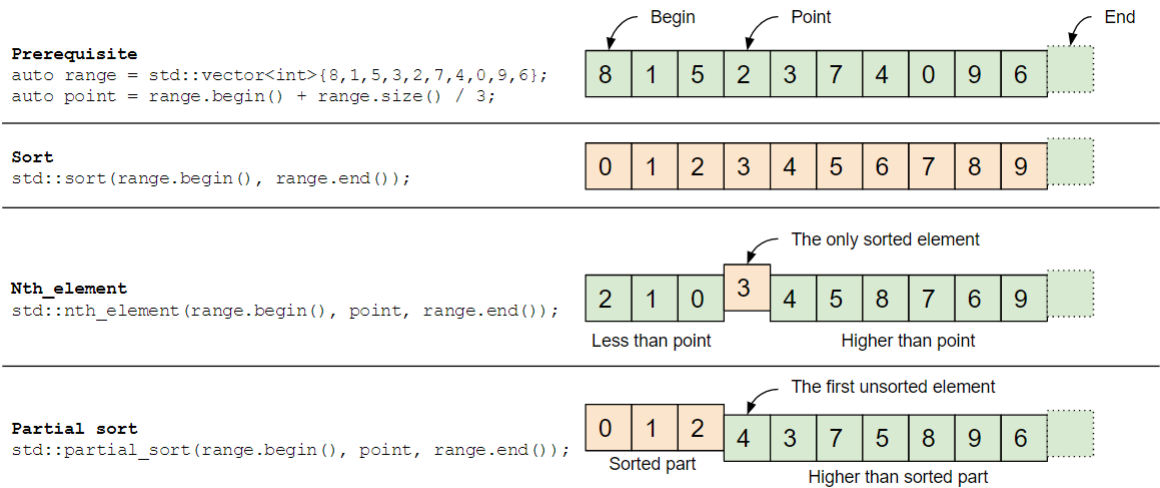 Begin Point End
Prerequisite
auto range = std::vector<int>{8,1,5,3,2,7,4,0,9,6};
auto point = range.begin() + range.size() / 3;
8 1 5 2 3 7 4 0 9 6
Sort
std::sort(range.begin(), range.end());
0 1 2 3 4 5 6 7 8 9
The only sorted element
Nth_element
std::nth_element(range.begin(), point, range.end());
2 1 0 3 4 5 8 7 6 9
Less than point Higher than point
The first unsorted element
Partial sort
std::partial_sort(range.begin(), point, range.end());
0 1 2 4 3 7 5 8 9 6
Sorted part Higher than sorted part